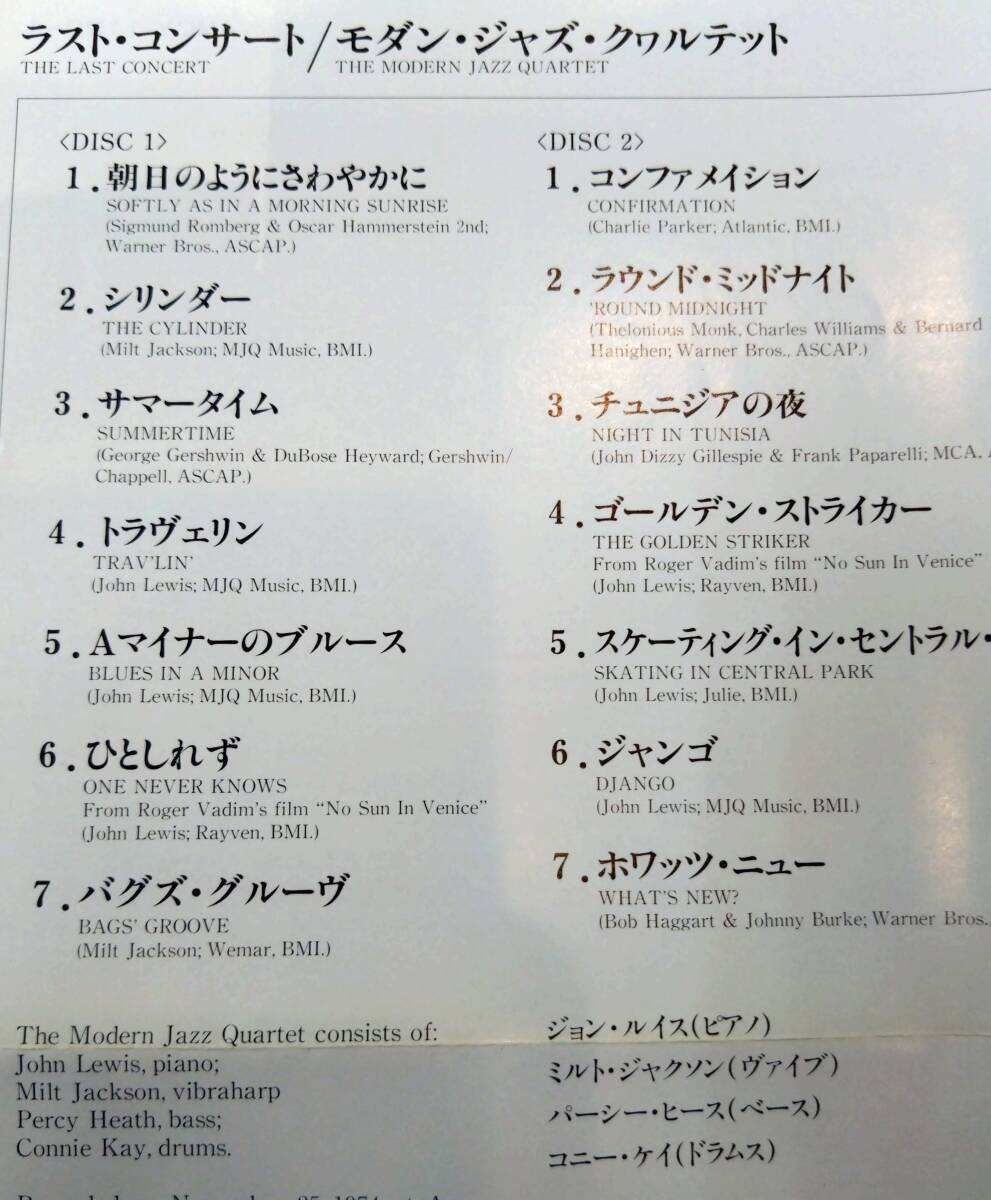 ラスト・コンサート/モダン・ジャズ・クヮルテット
THE LAST CONCERT THE MODERN JAZZ QUARTET
〈DISC 1〉
1.朝日のようにさわやかに
SOFTLY AS IN A MORNING SUNRISE
(Sigmund Romberg & Oscar Hammerstein 2nd;
Warner Bros., ASCAP.)
2.シリンダー
THE CYLINDER
(Milt Jackson; MJQ Music, BMI.)
3.サマータイム
SUMMERTIME
(George Gershwin & DuBose Heyward; Gershwin/
Chappell, ASCAP.)
4.トラヴェリン
TRAV'LIN'
(John Lewis; MJQ Music, BMI.)
5.Aマイナーのブルース
BLUES IN A MINOR
(John Lewis; MJQ Music, BMI.)
6.ひとしれず
ONE NEVER KNOWS
From Roger Vadim's film “No Sun In Venice”
(John Lewis; Rayven, BMI.)
7.バグズ・グルーヴ
BAGS' GROOVE
(Milt Jackson; Wemar, BMI.)
〈DISC 2〉
1.コンファメイション
CONFIRMATION
(Charlie Parker; Atlantic, BMI.)
2.ラウンド・ミッドナイト
'ROUND MIDNIGHT
(Thelonious Monk, Charles Williams & Bernard
Hanighen; Warner Bros., ASCAP.)
3.チュニジアの夜
NIGHT IN TUNISIA
(John Dizzy Gillespie & Frank Paparelli; MCA,
4.ゴールデン・ストライカー
THE GOLDEN STRIKER
From Roger Vadim's film “No Sun In Venice”
(John Lewis; Rayven, BMI.)
5.スケーティング・イン・セントラル・
SKATING IN CENTRAL PARK
(John Lewis; Julie, BMI.)
6.ジャンゴ
DJANGO
(John Lewis; MJQ Music, BMI.)
7.ホワッツ・ニュー
WHAT'S NEW?
(Bob Haggart & Johnny Burke; Warner Bros.,
The Modern Jazz Quartet consists of:
John Lewis, piano;
Milt Jackson, vibraharp
Percy Heath, bass;
Connie Kay, drums.
ジョン・ルイス(ピアノ)
ミルト・ジャクソン(ヴァイブ)
パーシー・ヒース(ベース)
コニー・ケイ(ドラムス)